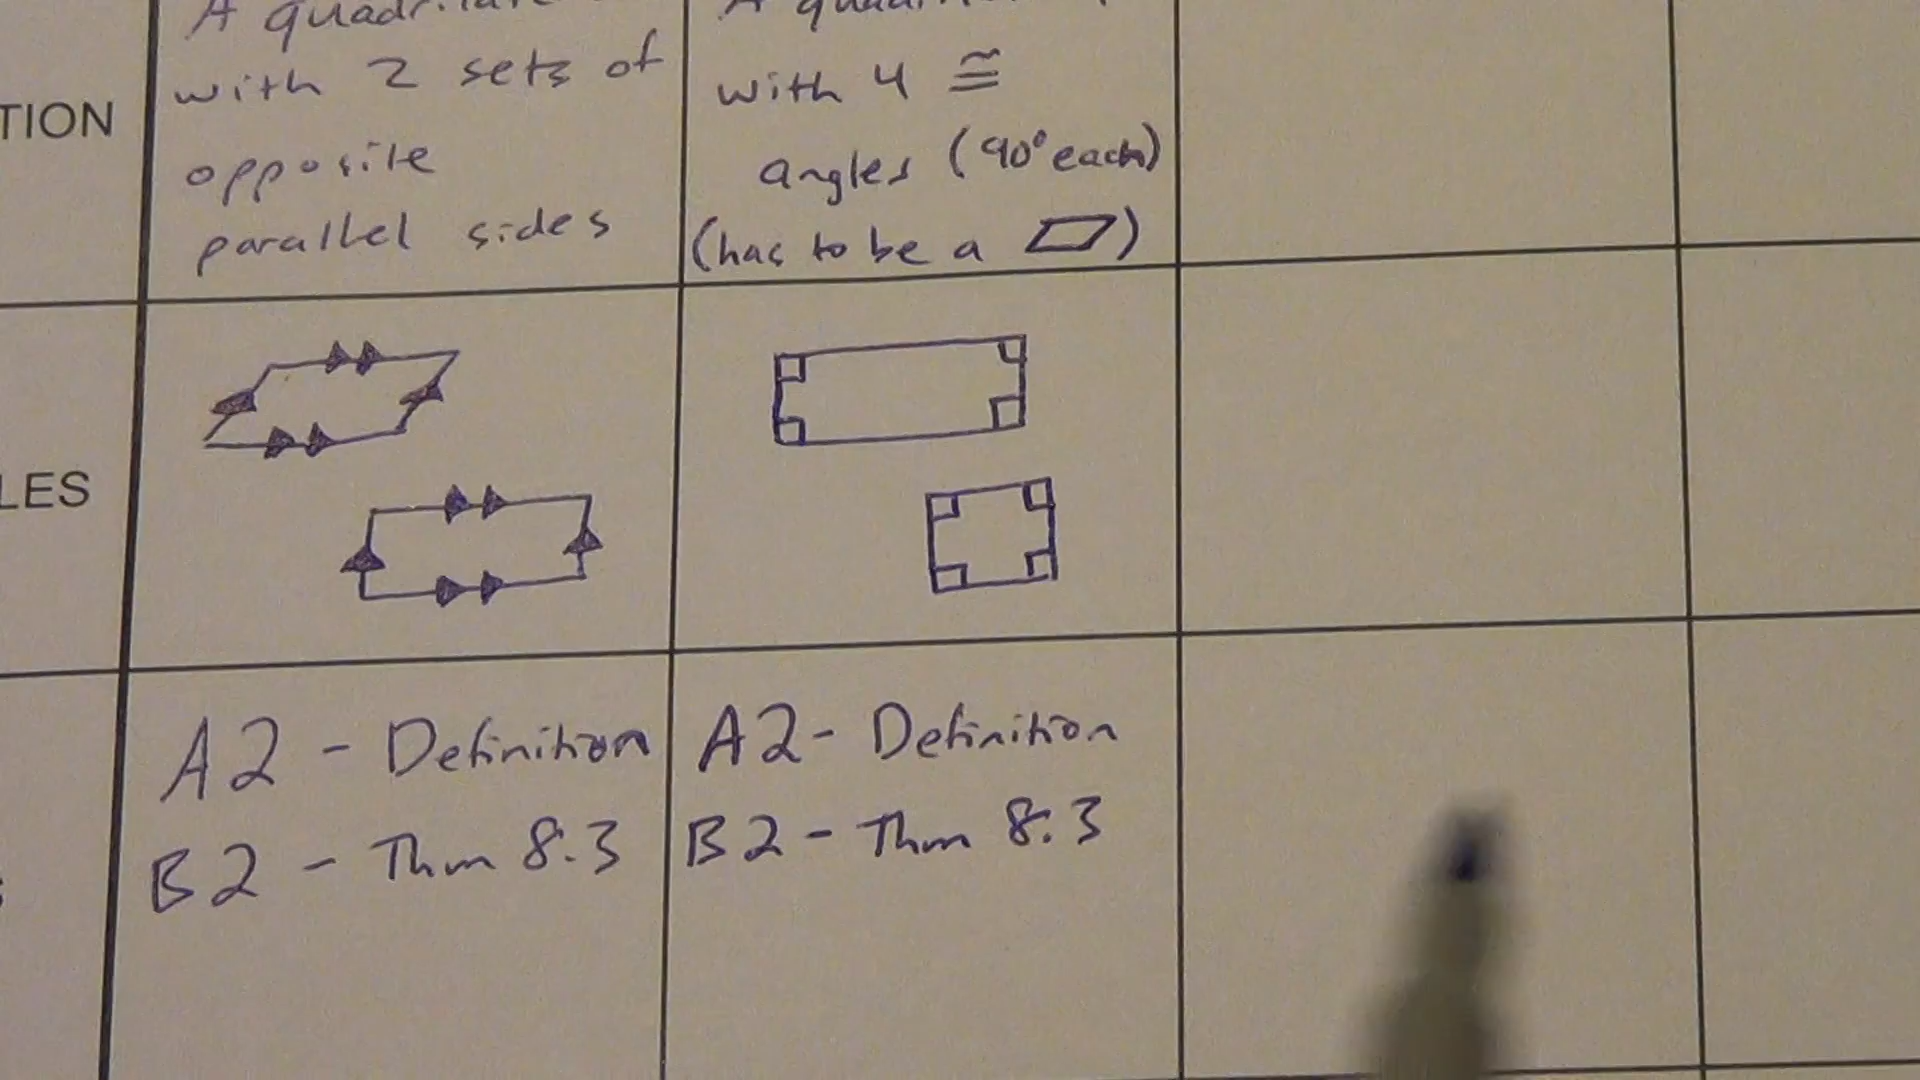 TION
with 2 sets of
opposite
parallel sides
A quadr
with 4 ≅
angles (90° each)
(has to be a ▱)
LES
A2 - Definition
B2 - Thm 8.3
A2 - Definition
B2 - Thm 8.3